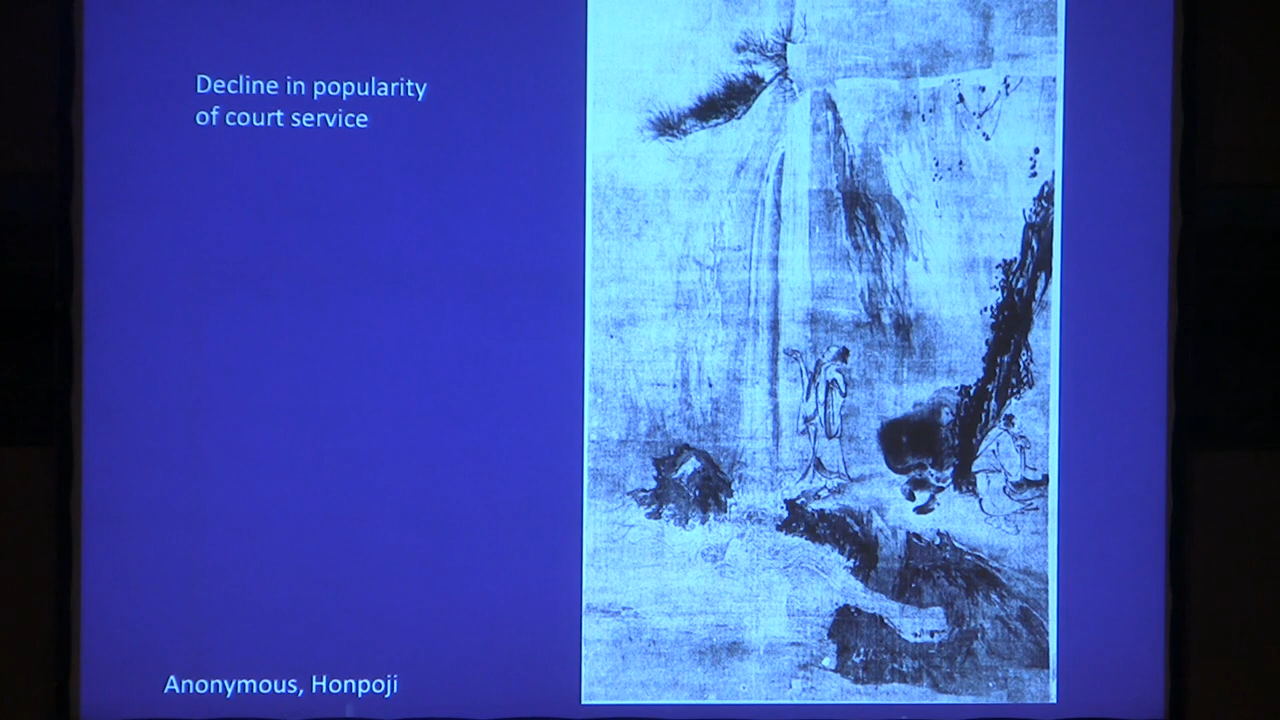 Decline in popularity
of court service
Anonymous, Honpoji